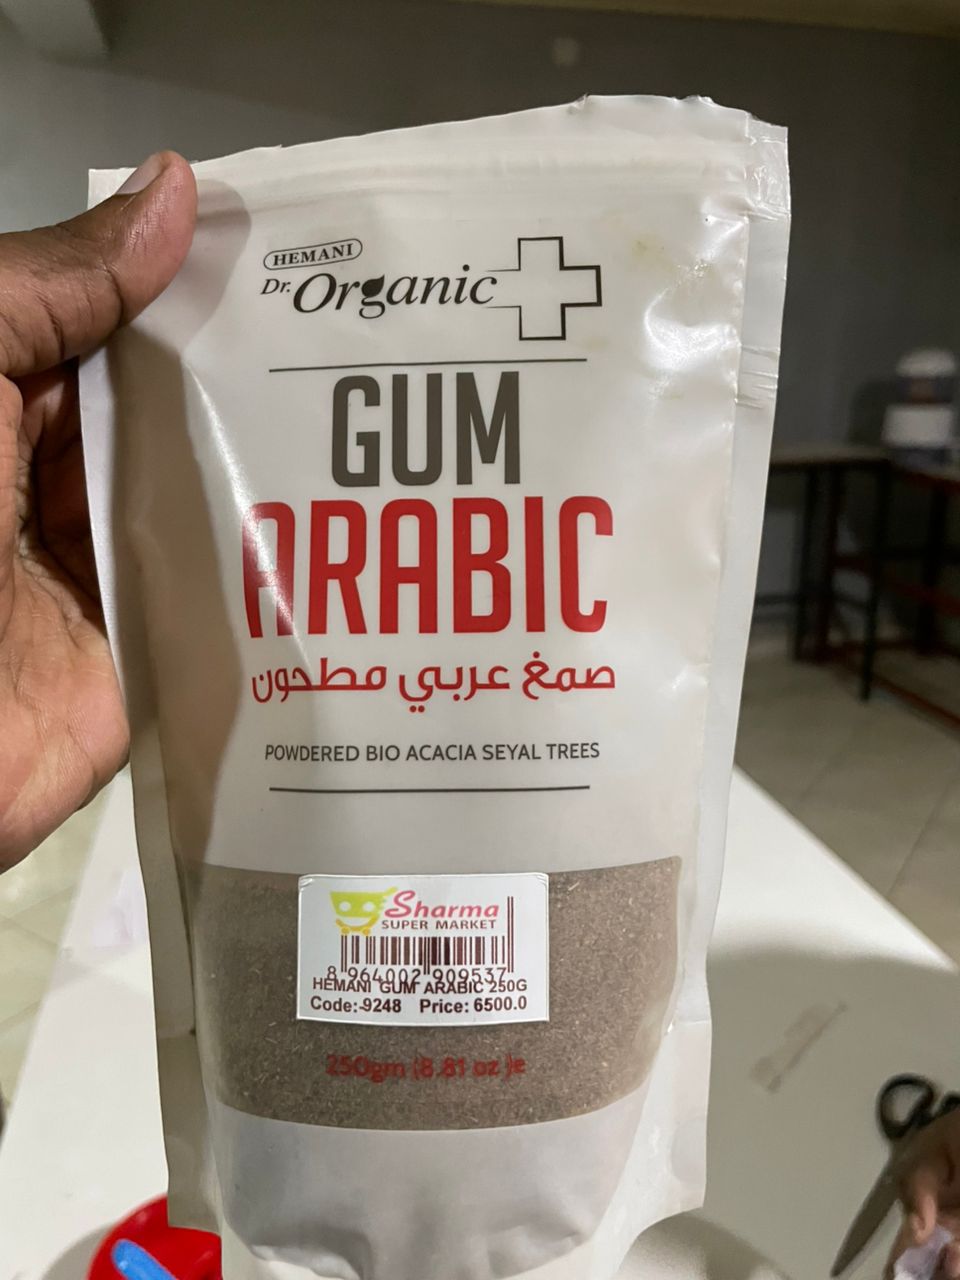 HEMANI
Dr. Organic
GUM
ARABIC
صمغ عربي مطحون
POWDERED BIO ACACIA SEYAL TREES
Sharma
SUPER MARKET
8 964002 909537
HEMANI GUM ARABIC 250G
Code:-9248 Price: 6500.0
250gm (8.81 oz )e